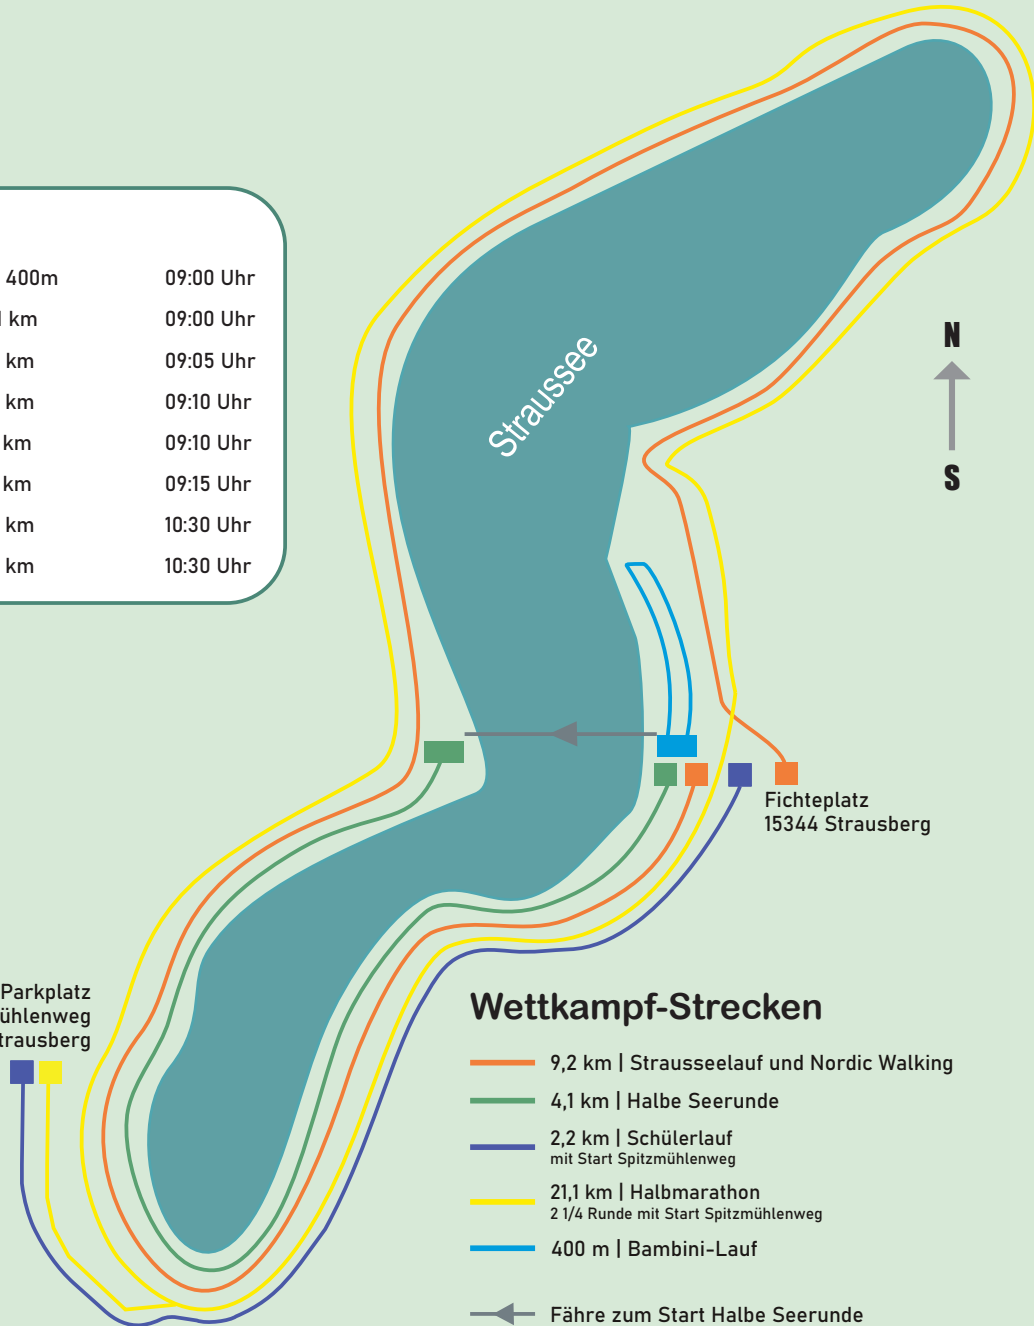 400m 09:00 Uhr
km 09:00 Uhr
km 09:05 Uhr
km 09:10 Uhr
km 09:10 Uhr
km 09:15 Uhr
km 10:30 Uhr
km 10:30 Uhr
Straussee
N
S
Fichteplatz
15344 Strausberg
Parkplatz
ühlenweg
trausberg
Wettkampf-Strecken
9,2 km | Strausseelauf und Nordic Walking
4,1 km | Halbe Seerunde
2,2 km | Schülerlauf
mit Start Spitzmühlenweg
21,1 km | Halbmarathon
2 1/4 Runde mit Start Spitzmühlenweg
400 m | Bambini-Lauf
Fähre zum Start Halbe Seerunde